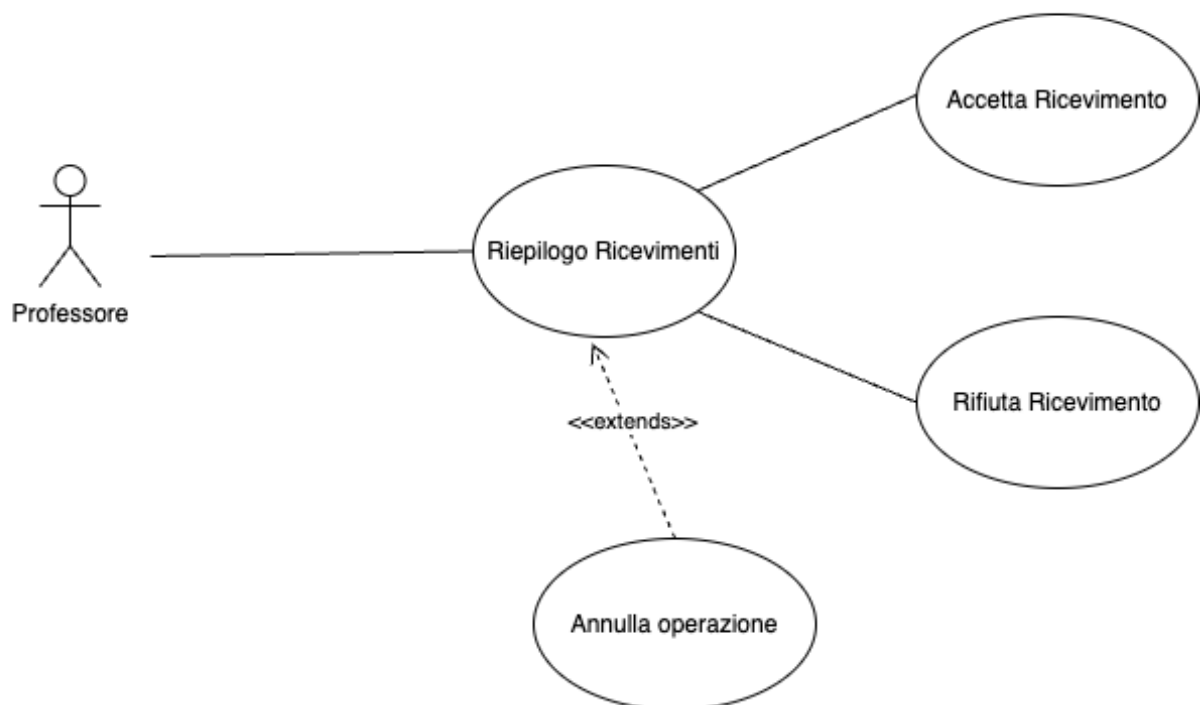 Accetta Ricevimento
Riepilogo Ricevimenti
Professore
Rifiuta Ricevimento
<<extends>>
Annulla operazione